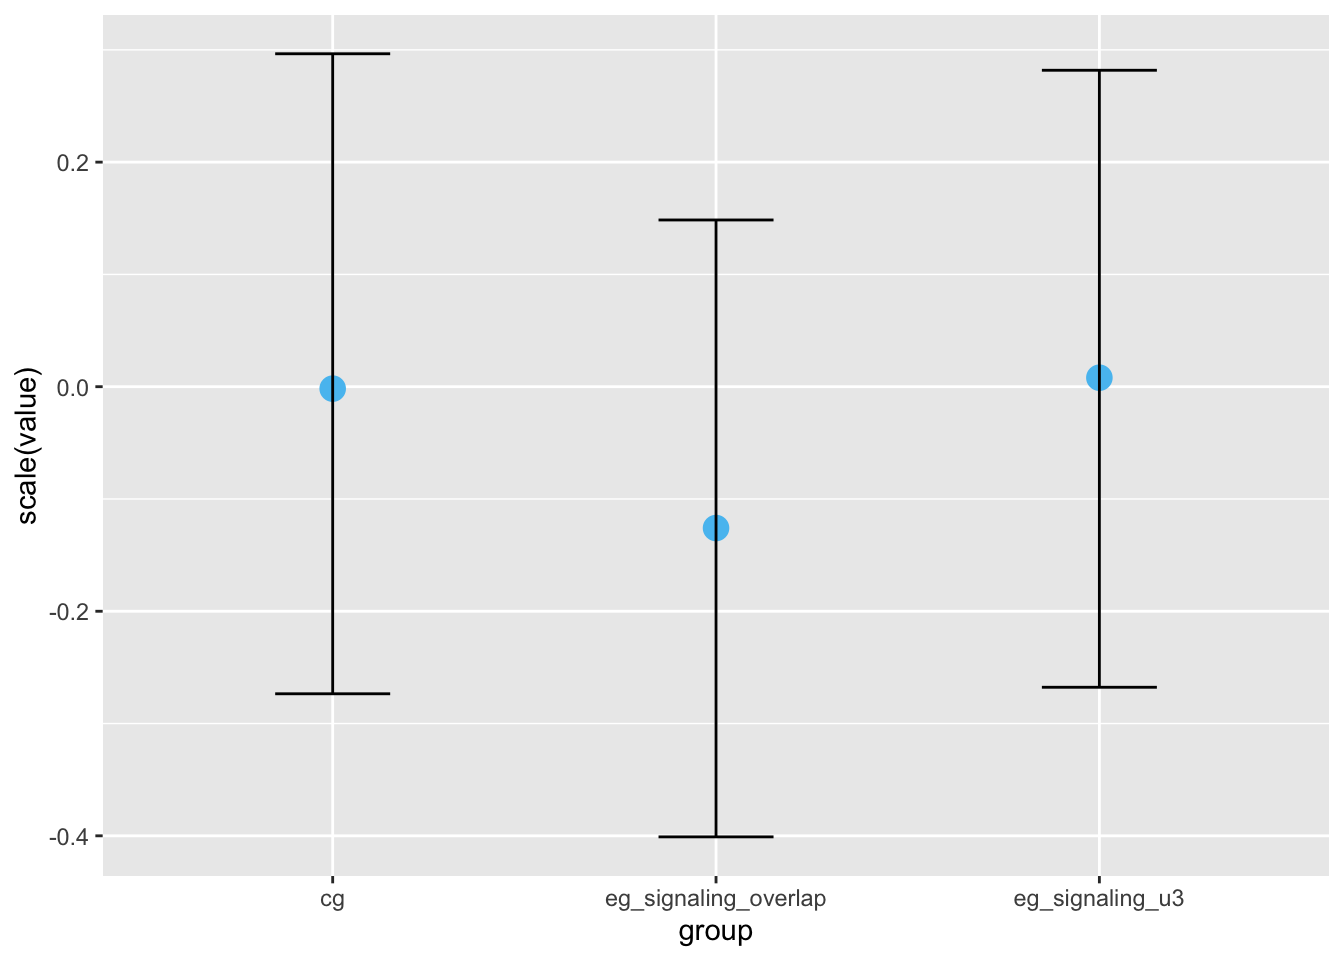 scale(value)
0.2
0.0
-0.2
-0.4
cg
eg_signaling_overlap
eg_signaling_u3
group